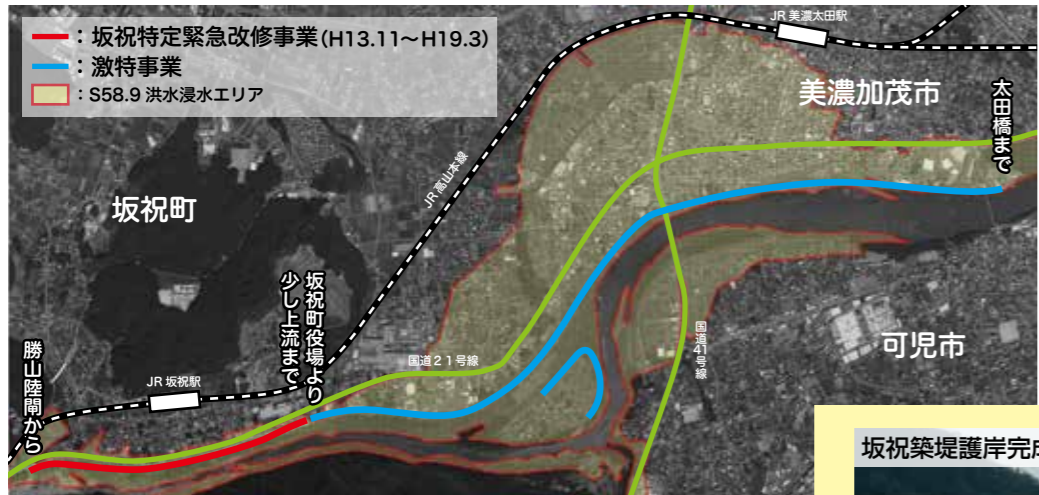 ：坂祝特定緊急改修事業(H13.11～H19.3)
：激特事業
：S58.9 洪水浸水エリア
JR 美濃太田駅
美濃加茂市
太田橋まで
JR高山本線
坂祝町
坂祝町役場より
少し上流まで
国道21号線
国道41号線
可児市
JR 坂祝駅
勝山陸閘から
坂祝築堤護岸完成